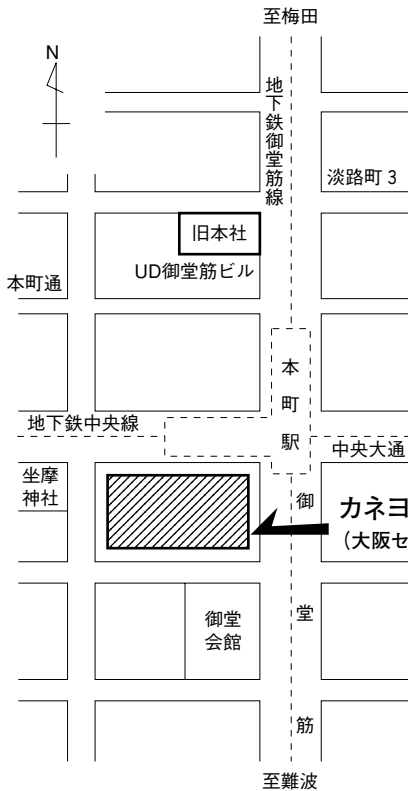 至梅田
N
地下鉄御堂筋線
淡路町 3
旧本社
UD御堂筋ビル
本町通
本町駅
地下鉄中央線
中央大通
坐摩
神社
カネヨ
(大阪セ
御堂筋
御堂
会館
至難波